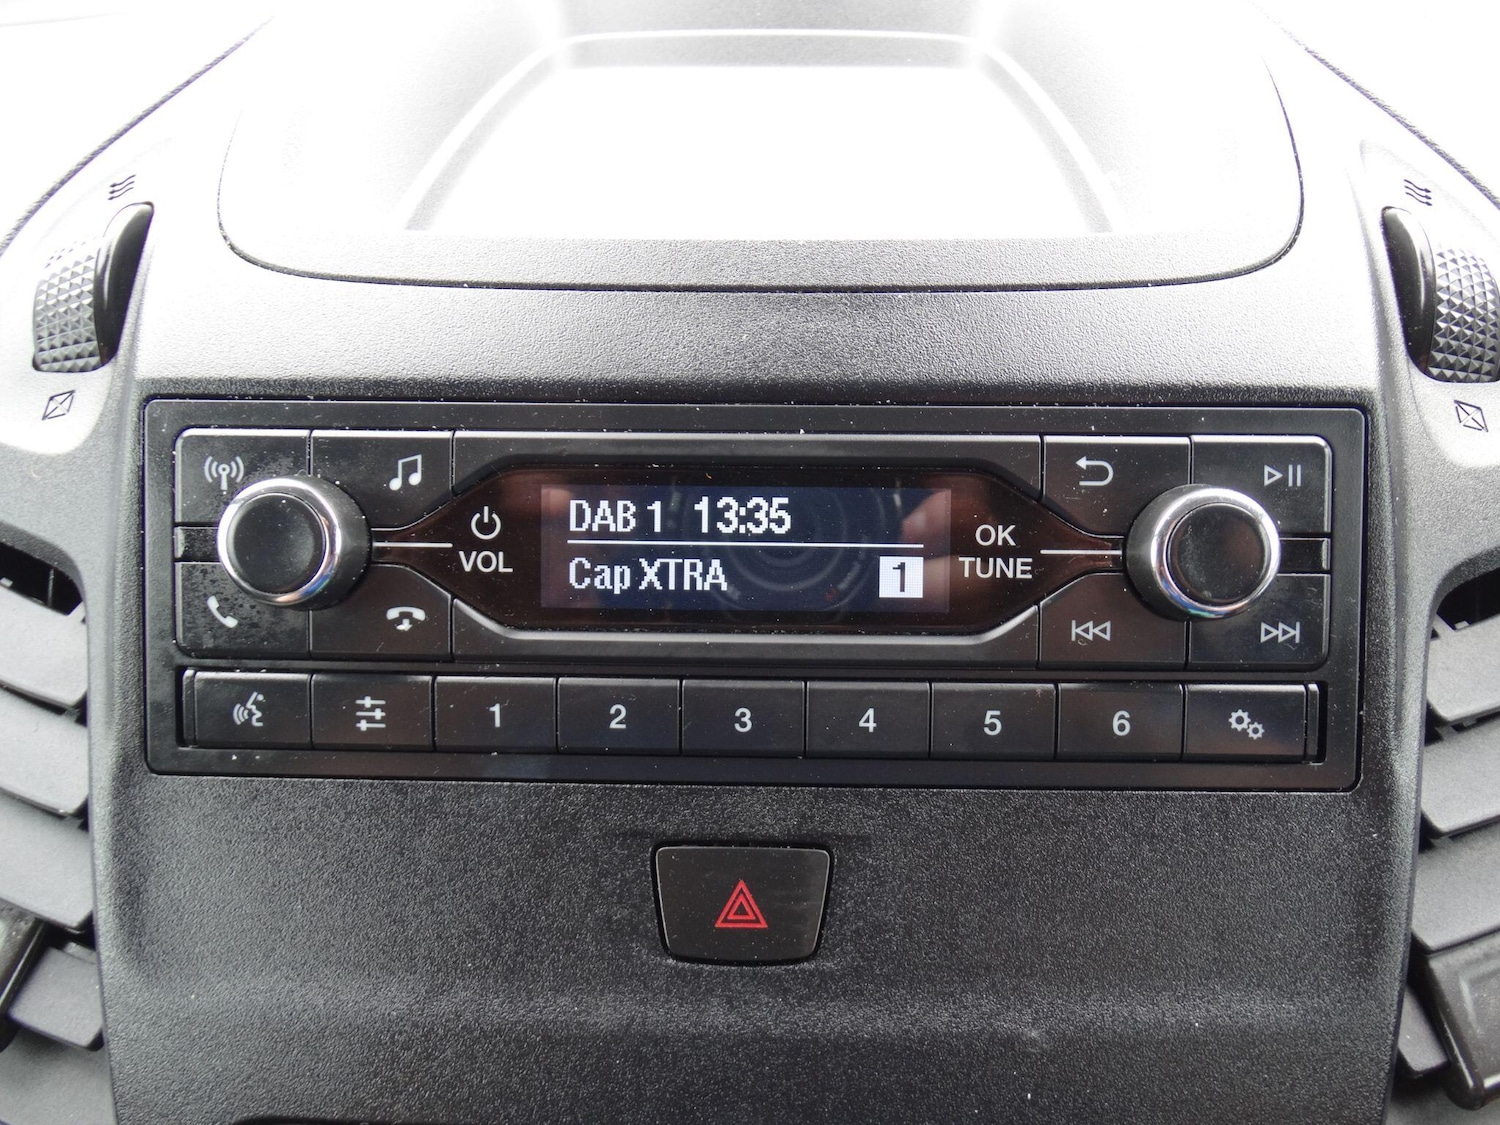 DAB 1 13:35
Cap XTRA 1
VOL
OK
TUNE
1 2 3 4 5 6